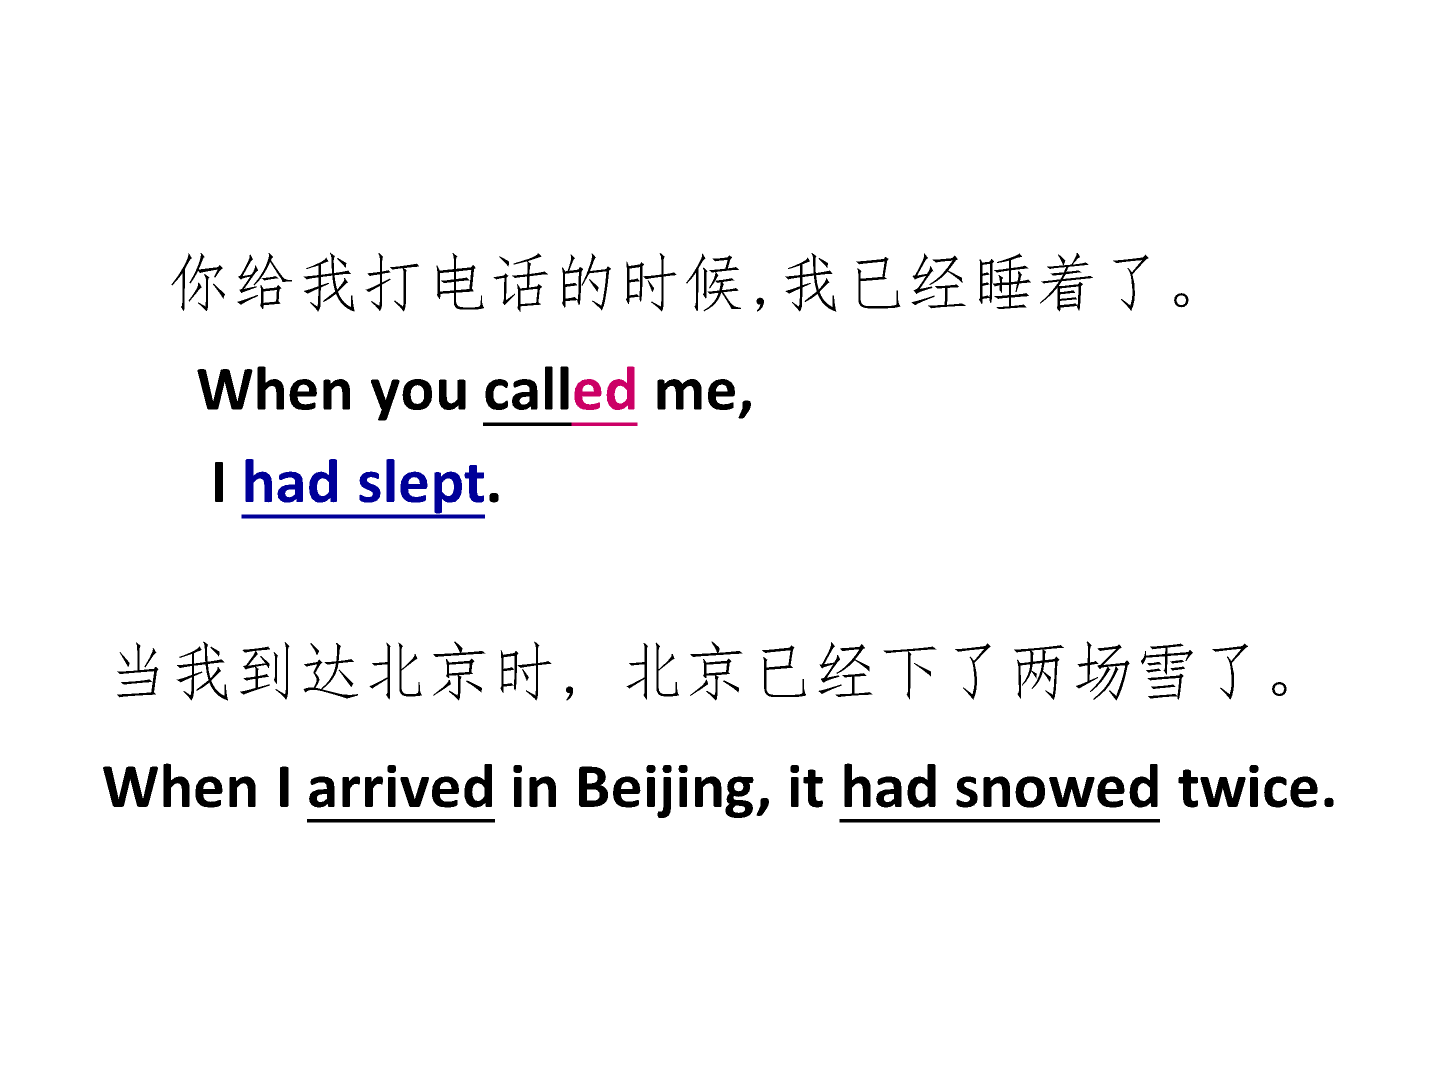 你给我打电话的时候,我已经睡着了。
When you called me,
I had slept.
当我到达北京时，北京已经下了两场雪了。
When I arrived in Beijing, it had snowed twice.